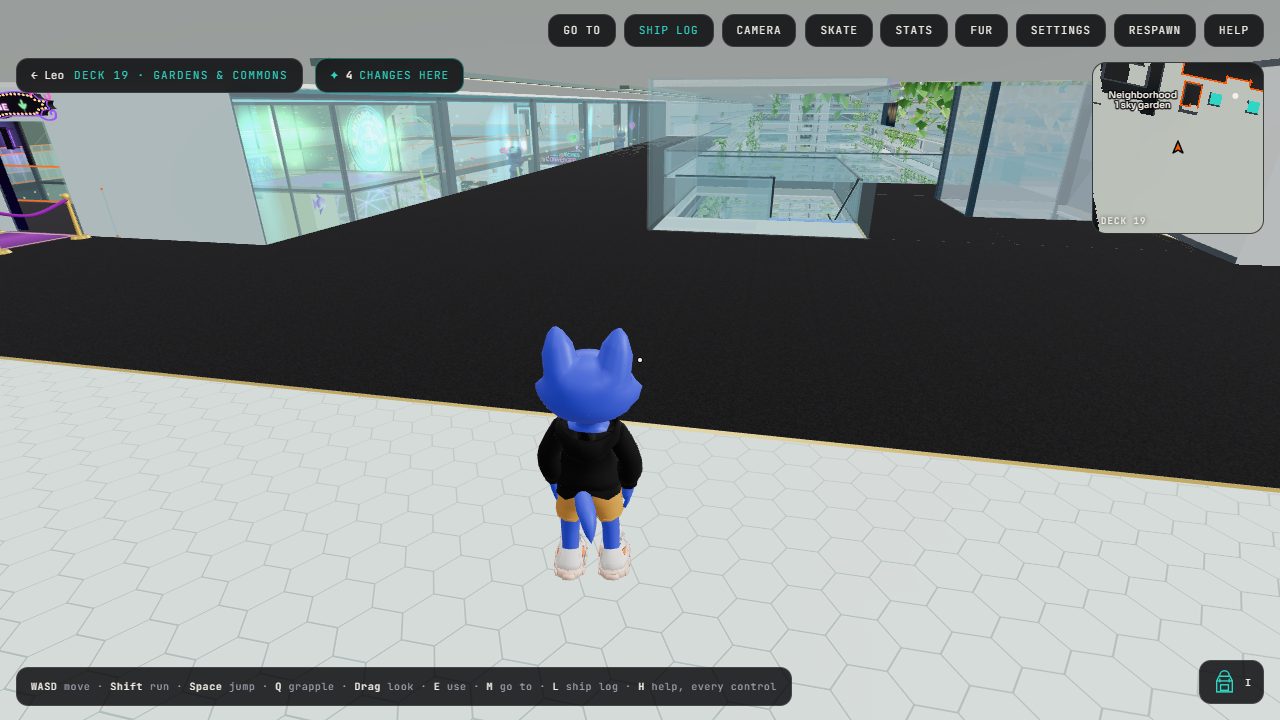 GO TO
SHIP LOG
CAMERA
SKATE
STATS
FUR
SETTINGS
RESPAWN
HELP
← Leo DECK 19 · GARDENS & COMMONS
✦ 4 CHANGES HERE
Neighborhood
1 sky garden
DECK 19
WASD move · Shift run · Space jump · Q grapple · Drag look · E use · M go to · L ship log · H help, every control
I